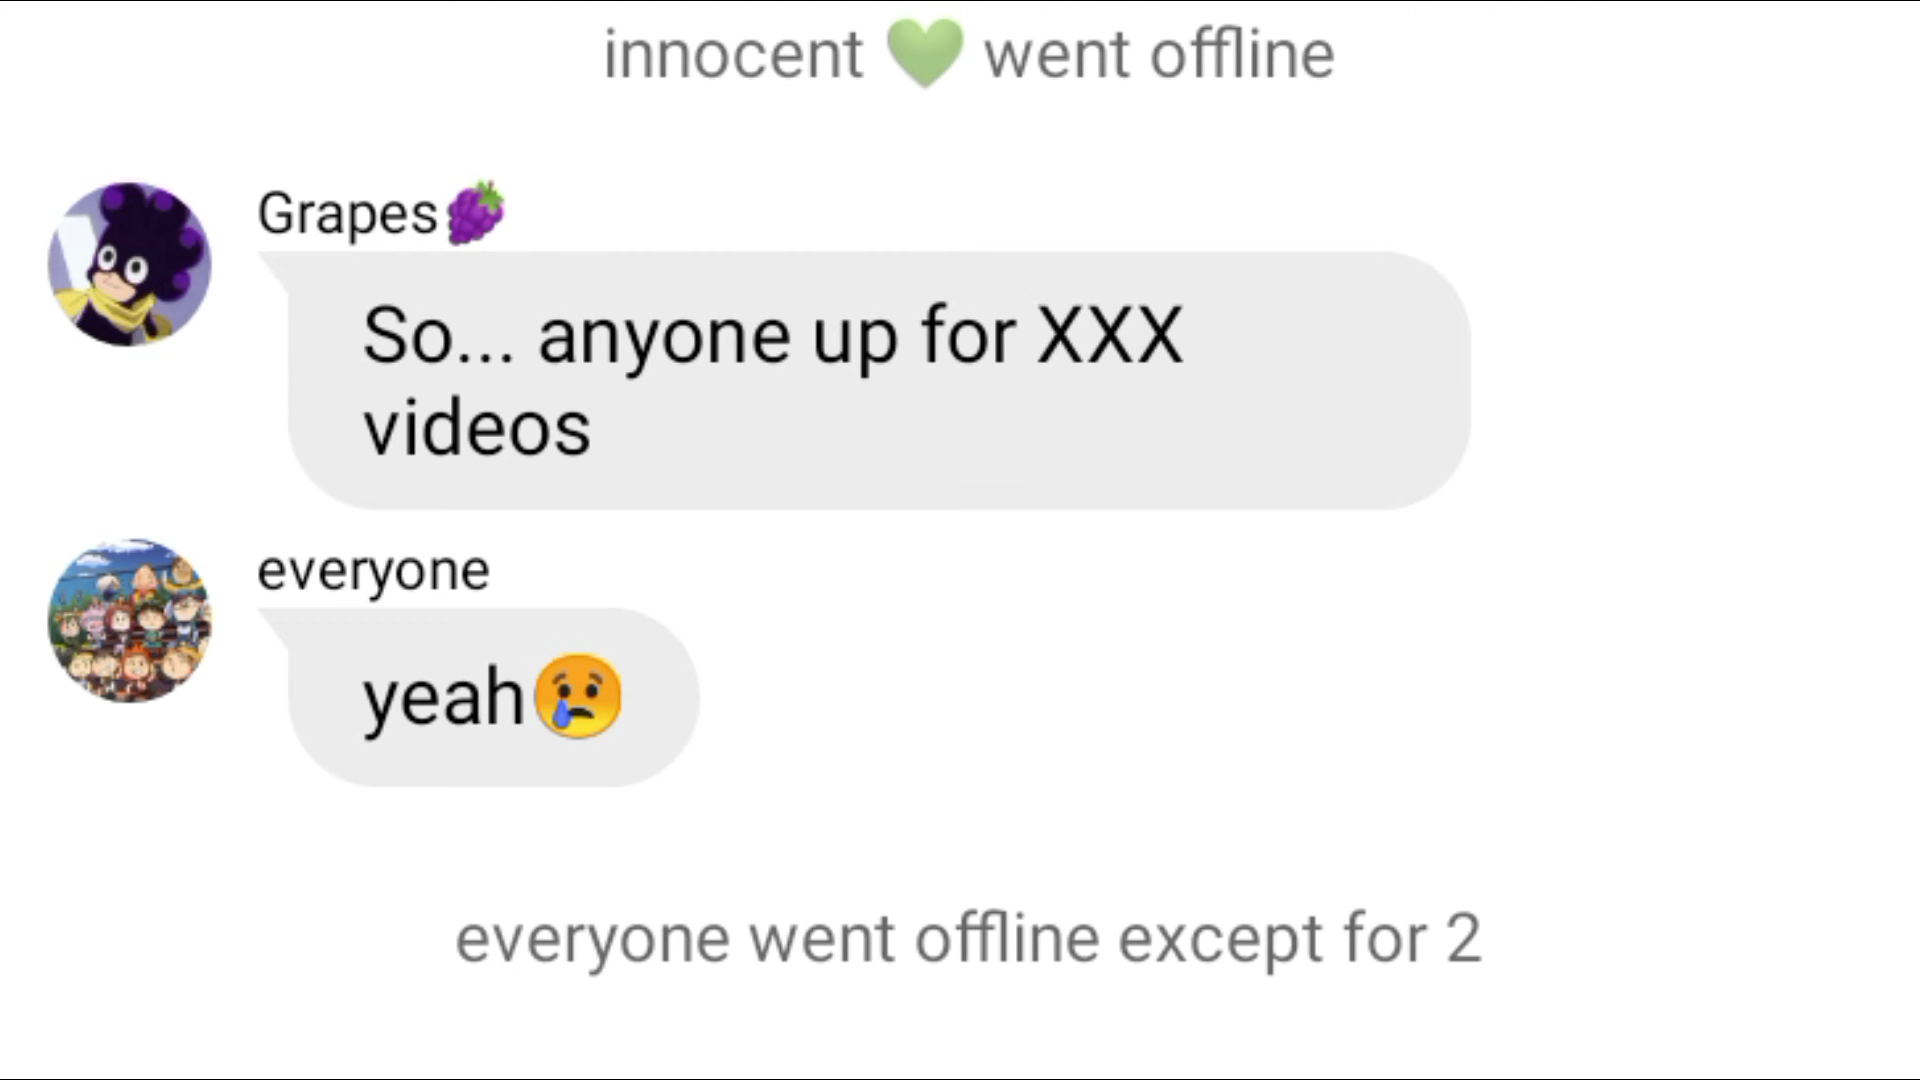 innocent 💚 went offline
Grapes🍇
So... anyone up for XXX
videos
everyone
yeah😢
everyone went offline except for 2